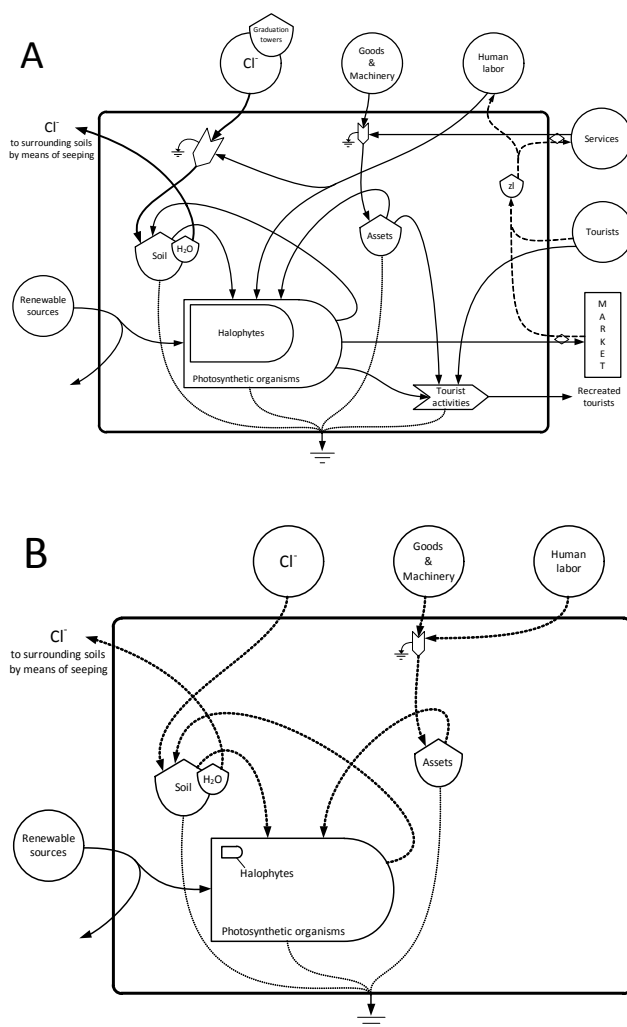 A
Graduation
towers
Cl⁻
Goods
&
Machinery
Human
labor
Cl⁻
to surrounding soils
by means of seeping
Services
zł
Soil
H₂O
Assets
Tourists
Renewable
sources
Halophytes
Photosynthetic organisms
M
A
R
K
E
T
Tourist
activities
Recreated
tourists
B
Cl⁻
Goods
&
Machinery
Human
labor
Cl⁻
to surrounding soils
by means of seeping
Soil
H₂O
Assets
Renewable
sources
Halophytes
Photosynthetic organisms